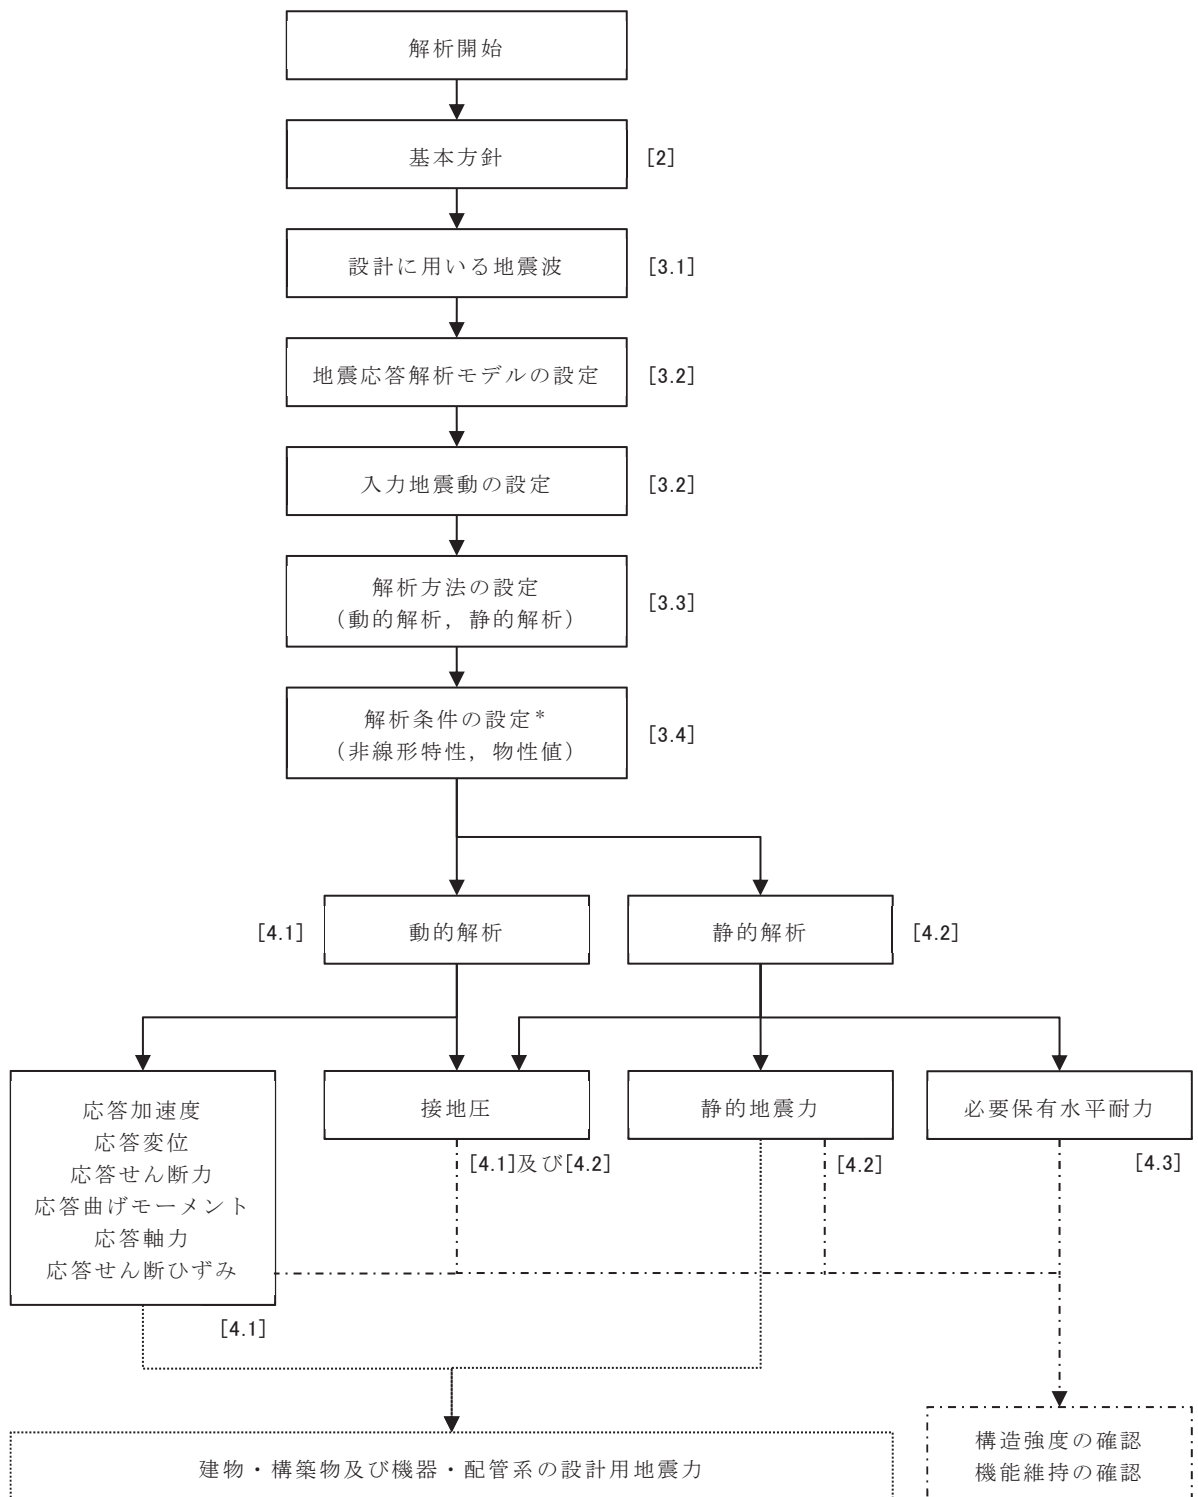 解析開始
基本方針
[2]
設計に用いる地震波
[3.1]
地震応答解析モデルの設定
[3.2]
入力地震動の設定
[3.2]
解析方法の設定
（動的解析，静的解析）
[3.3]
解析条件の設定*
（非線形特性，物性値）
[3.4]
[4.1]
動的解析
静的解析
[4.2]
応答加速度
応答変位
応答せん断力
応答曲げモーメント
応答軸力
応答せん断ひずみ
[4.1]
接地圧
[4.1]及び[4.2]
静的地震力
[4.2]
必要保有水平耐力
[4.3]
建物・構築物及び機器・配管系の設計用地震力
構造強度の確認
機能維持の確認